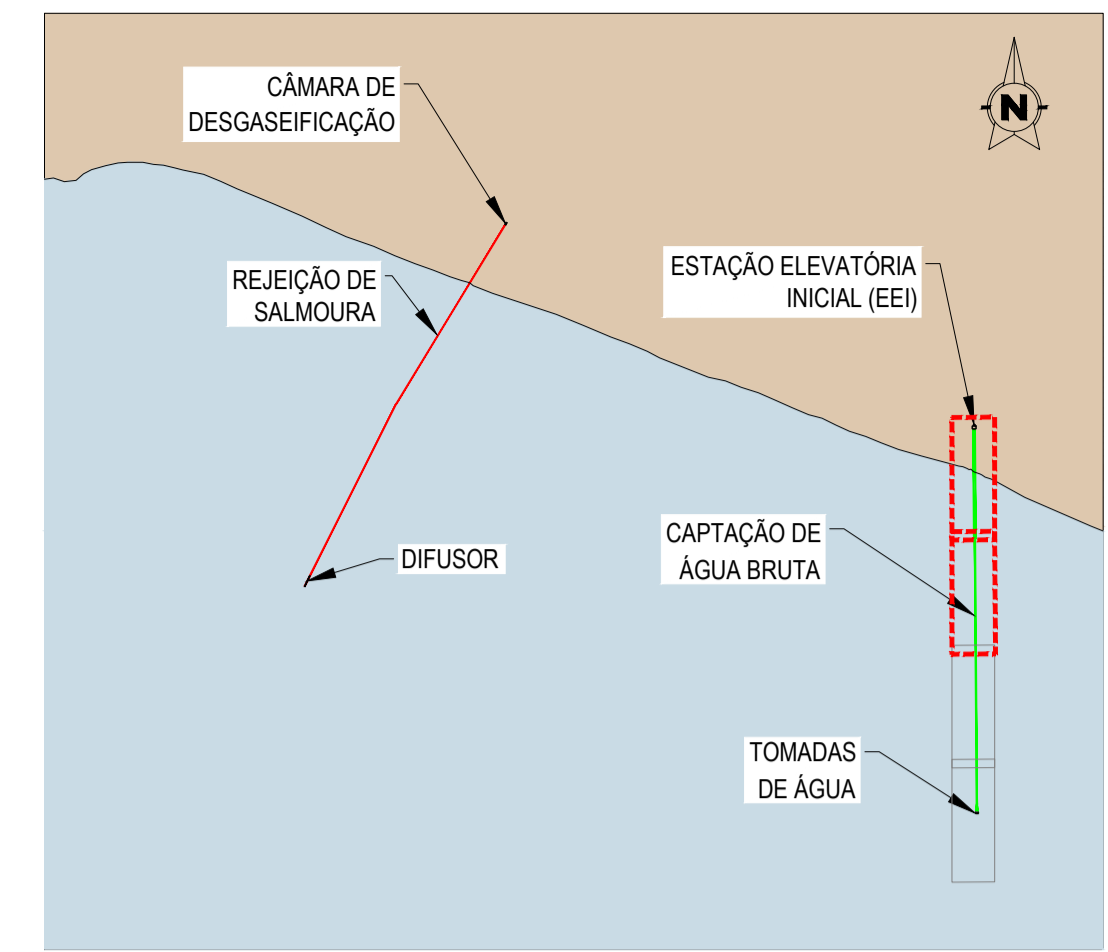 CÂMARA DE
DESGASEIFICAÇÃO
N
REJEIÇÃO DE
SALMOURA
ESTAÇÃO ELEVATÓRIA
INICIAL (EEI)
CAPTAÇÃO DE
ÁGUA BRUTA
DIFUSOR
TOMADAS
DE ÁGUA